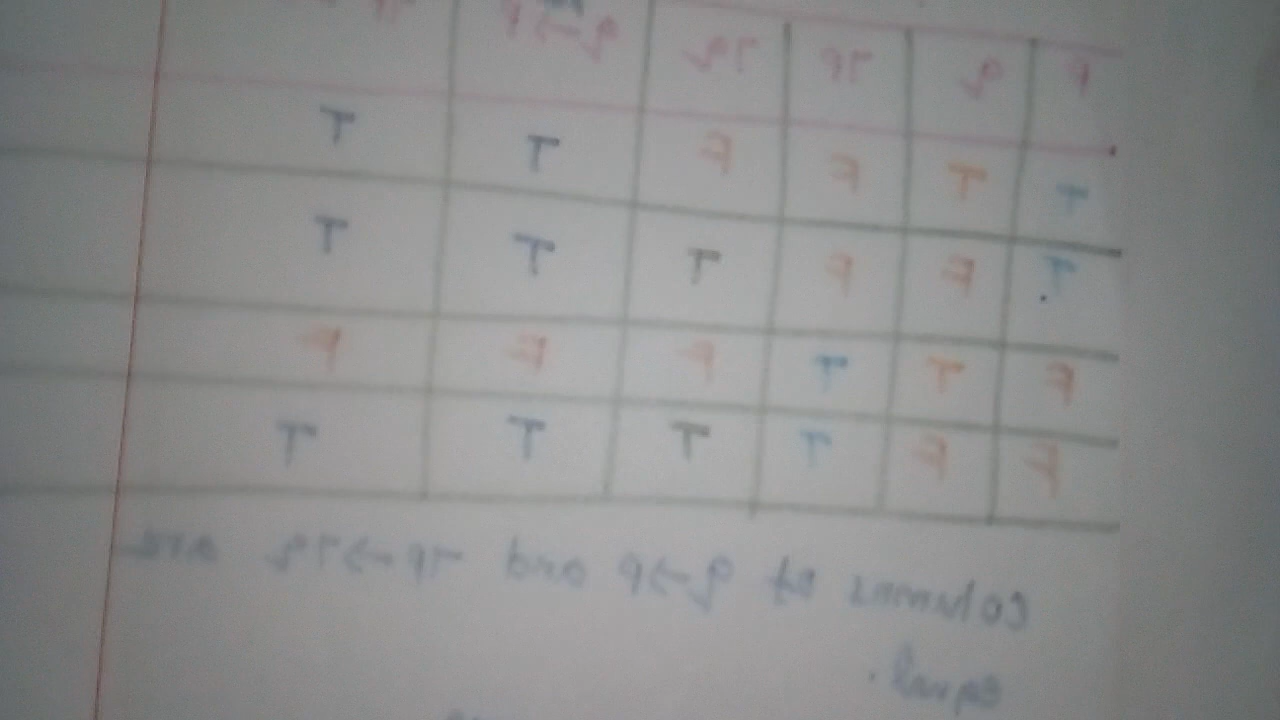 p q ¬p ¬q q→p
T T F F T T
T F F T T T
F T T F F F
F F T T T T
Columns of q→p and ¬p→¬q are
equal.